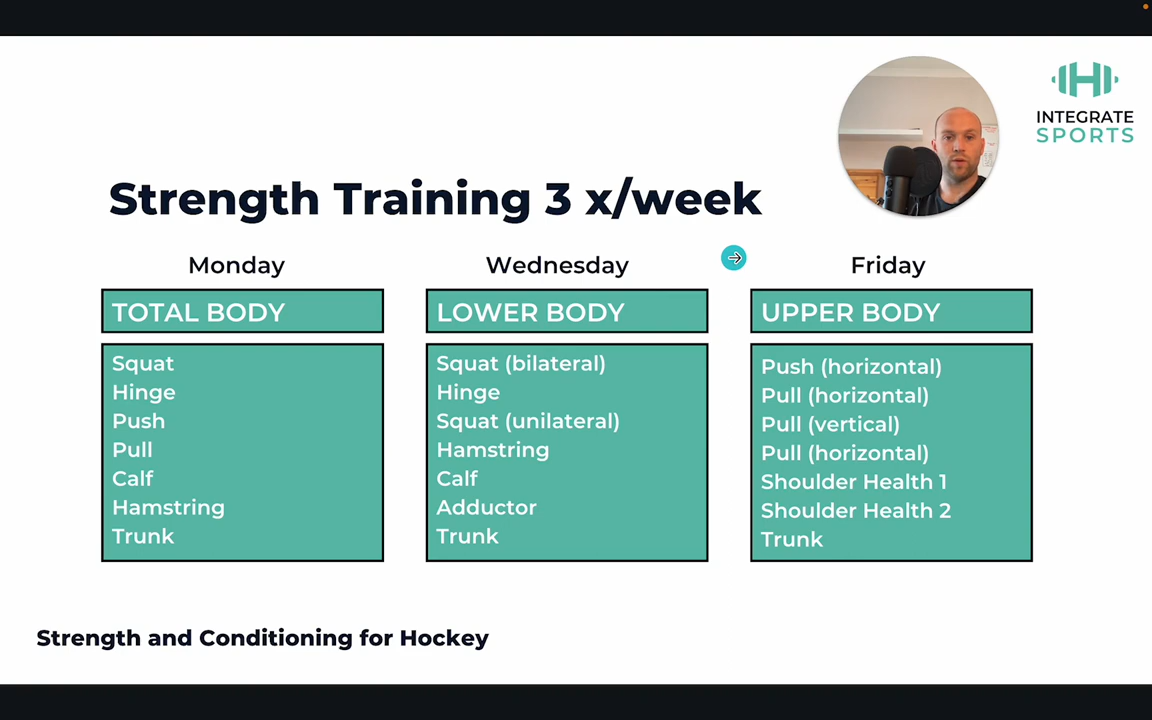 INTEGRATE
SPORTS
Strength Training 3 x/week
Monday
TOTAL BODY
Squat
Hinge
Push
Pull
Calf
Hamstring
Trunk
Wednesday
LOWER BODY
Squat (bilateral)
Hinge
Squat (unilateral)
Hamstring
Calf
Adductor
Trunk
Friday
UPPER BODY
Push (horizontal)
Pull (horizontal)
Pull (vertical)
Pull (horizontal)
Shoulder Health 1
Shoulder Health 2
Trunk
Strength and Conditioning for Hockey